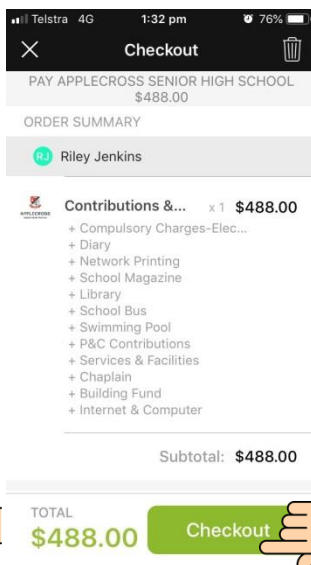 Telstra 4G 1:32 pm 76%
Checkout
PAY APPLECROSS SENIOR HIGH SCHOOL
$488.00
ORDER SUMMARY
RJ Riley Jenkins
APPLECROSS
Contributions &... x 1 $488.00
+ Compulsory Charges-Elec...
+ Diary
+ Network Printing
+ School Magazine
+ Library
+ School Bus
+ Swimming Pool
+ P&C Contributions
+ Services & Facilities
+ Chaplain
+ Building Fund
+ Internet & Computer
Subtotal: $488.00
TOTAL
$488.00
Checkout